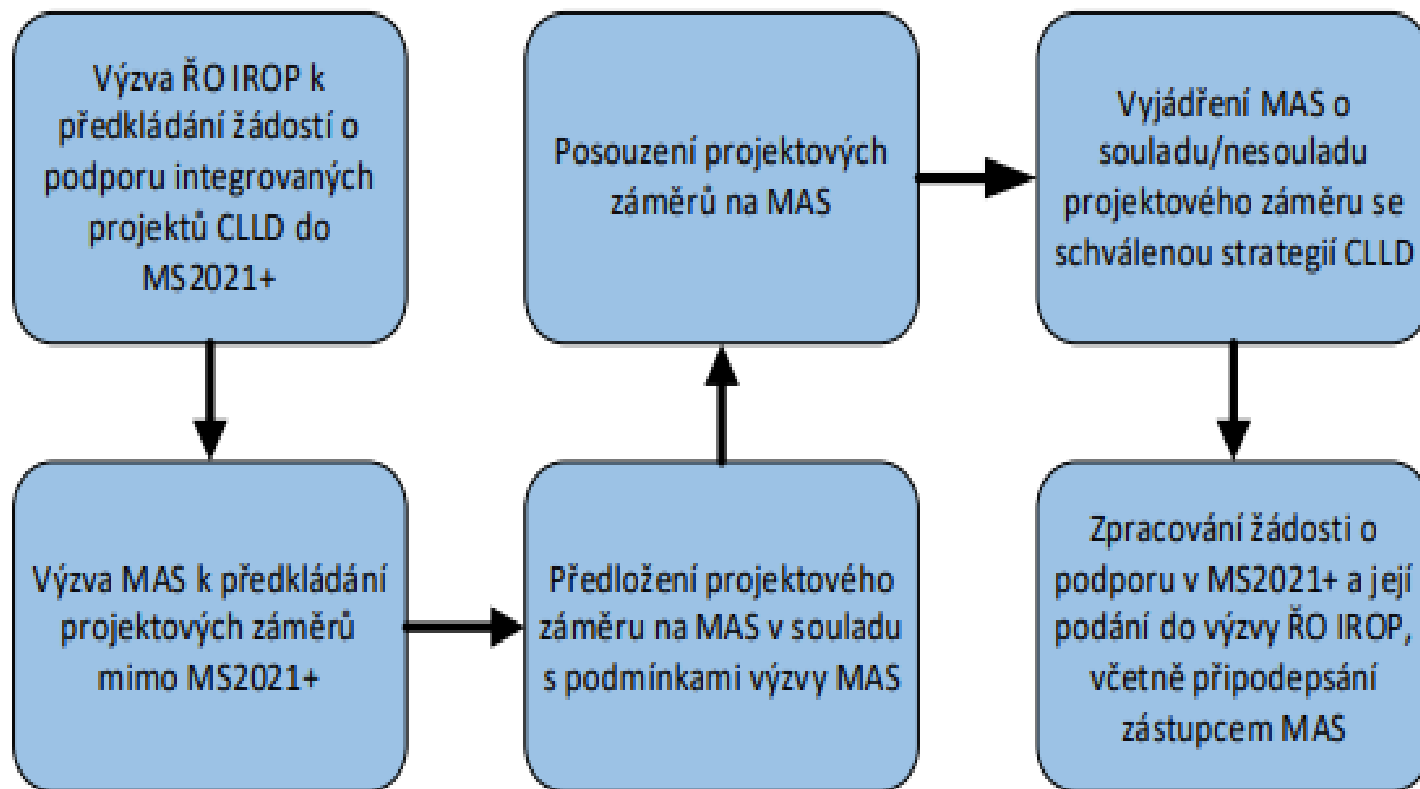 Výzva ŘO IROP k
předkládání žádostí o
podporu integrovaných
projektů CLLD do
MS2021+
Výzva MAS k předkládání
projektových záměrů
mimo MS2021+
Předložení projektového
záměru na MAS v souladu
s podmínkami výzvy MAS
Posouzení projektových
záměrů na MAS
Vyjádření MAS o
souladu/nesouladu
projektového záměru se
schválenou strategií CLLD
Zpracování žádosti o
podporu v MS2021+ a její
podání do výzvy ŘO IROP,
včetně připodepsání
zástupcem MAS